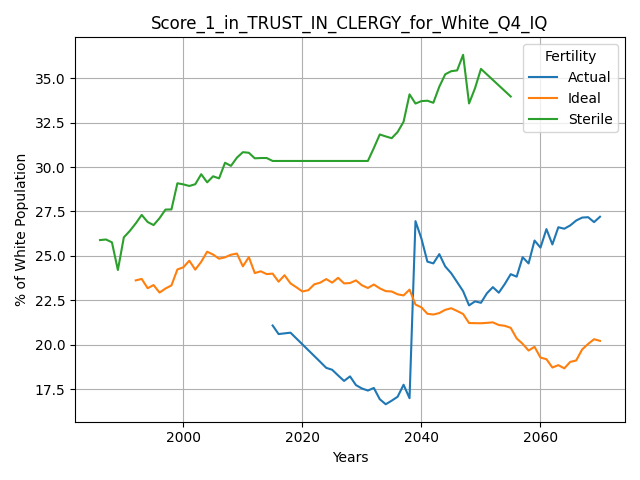 Score_1_in_TRUST_IN_CLERGY_for_White_Q4_IQ
Fertility
Actual
Ideal
Sterile
% of White Population
35.0
32.5
30.0
27.5
25.0
22.5
20.0
17.5
2000
2020
2040
2060
Years